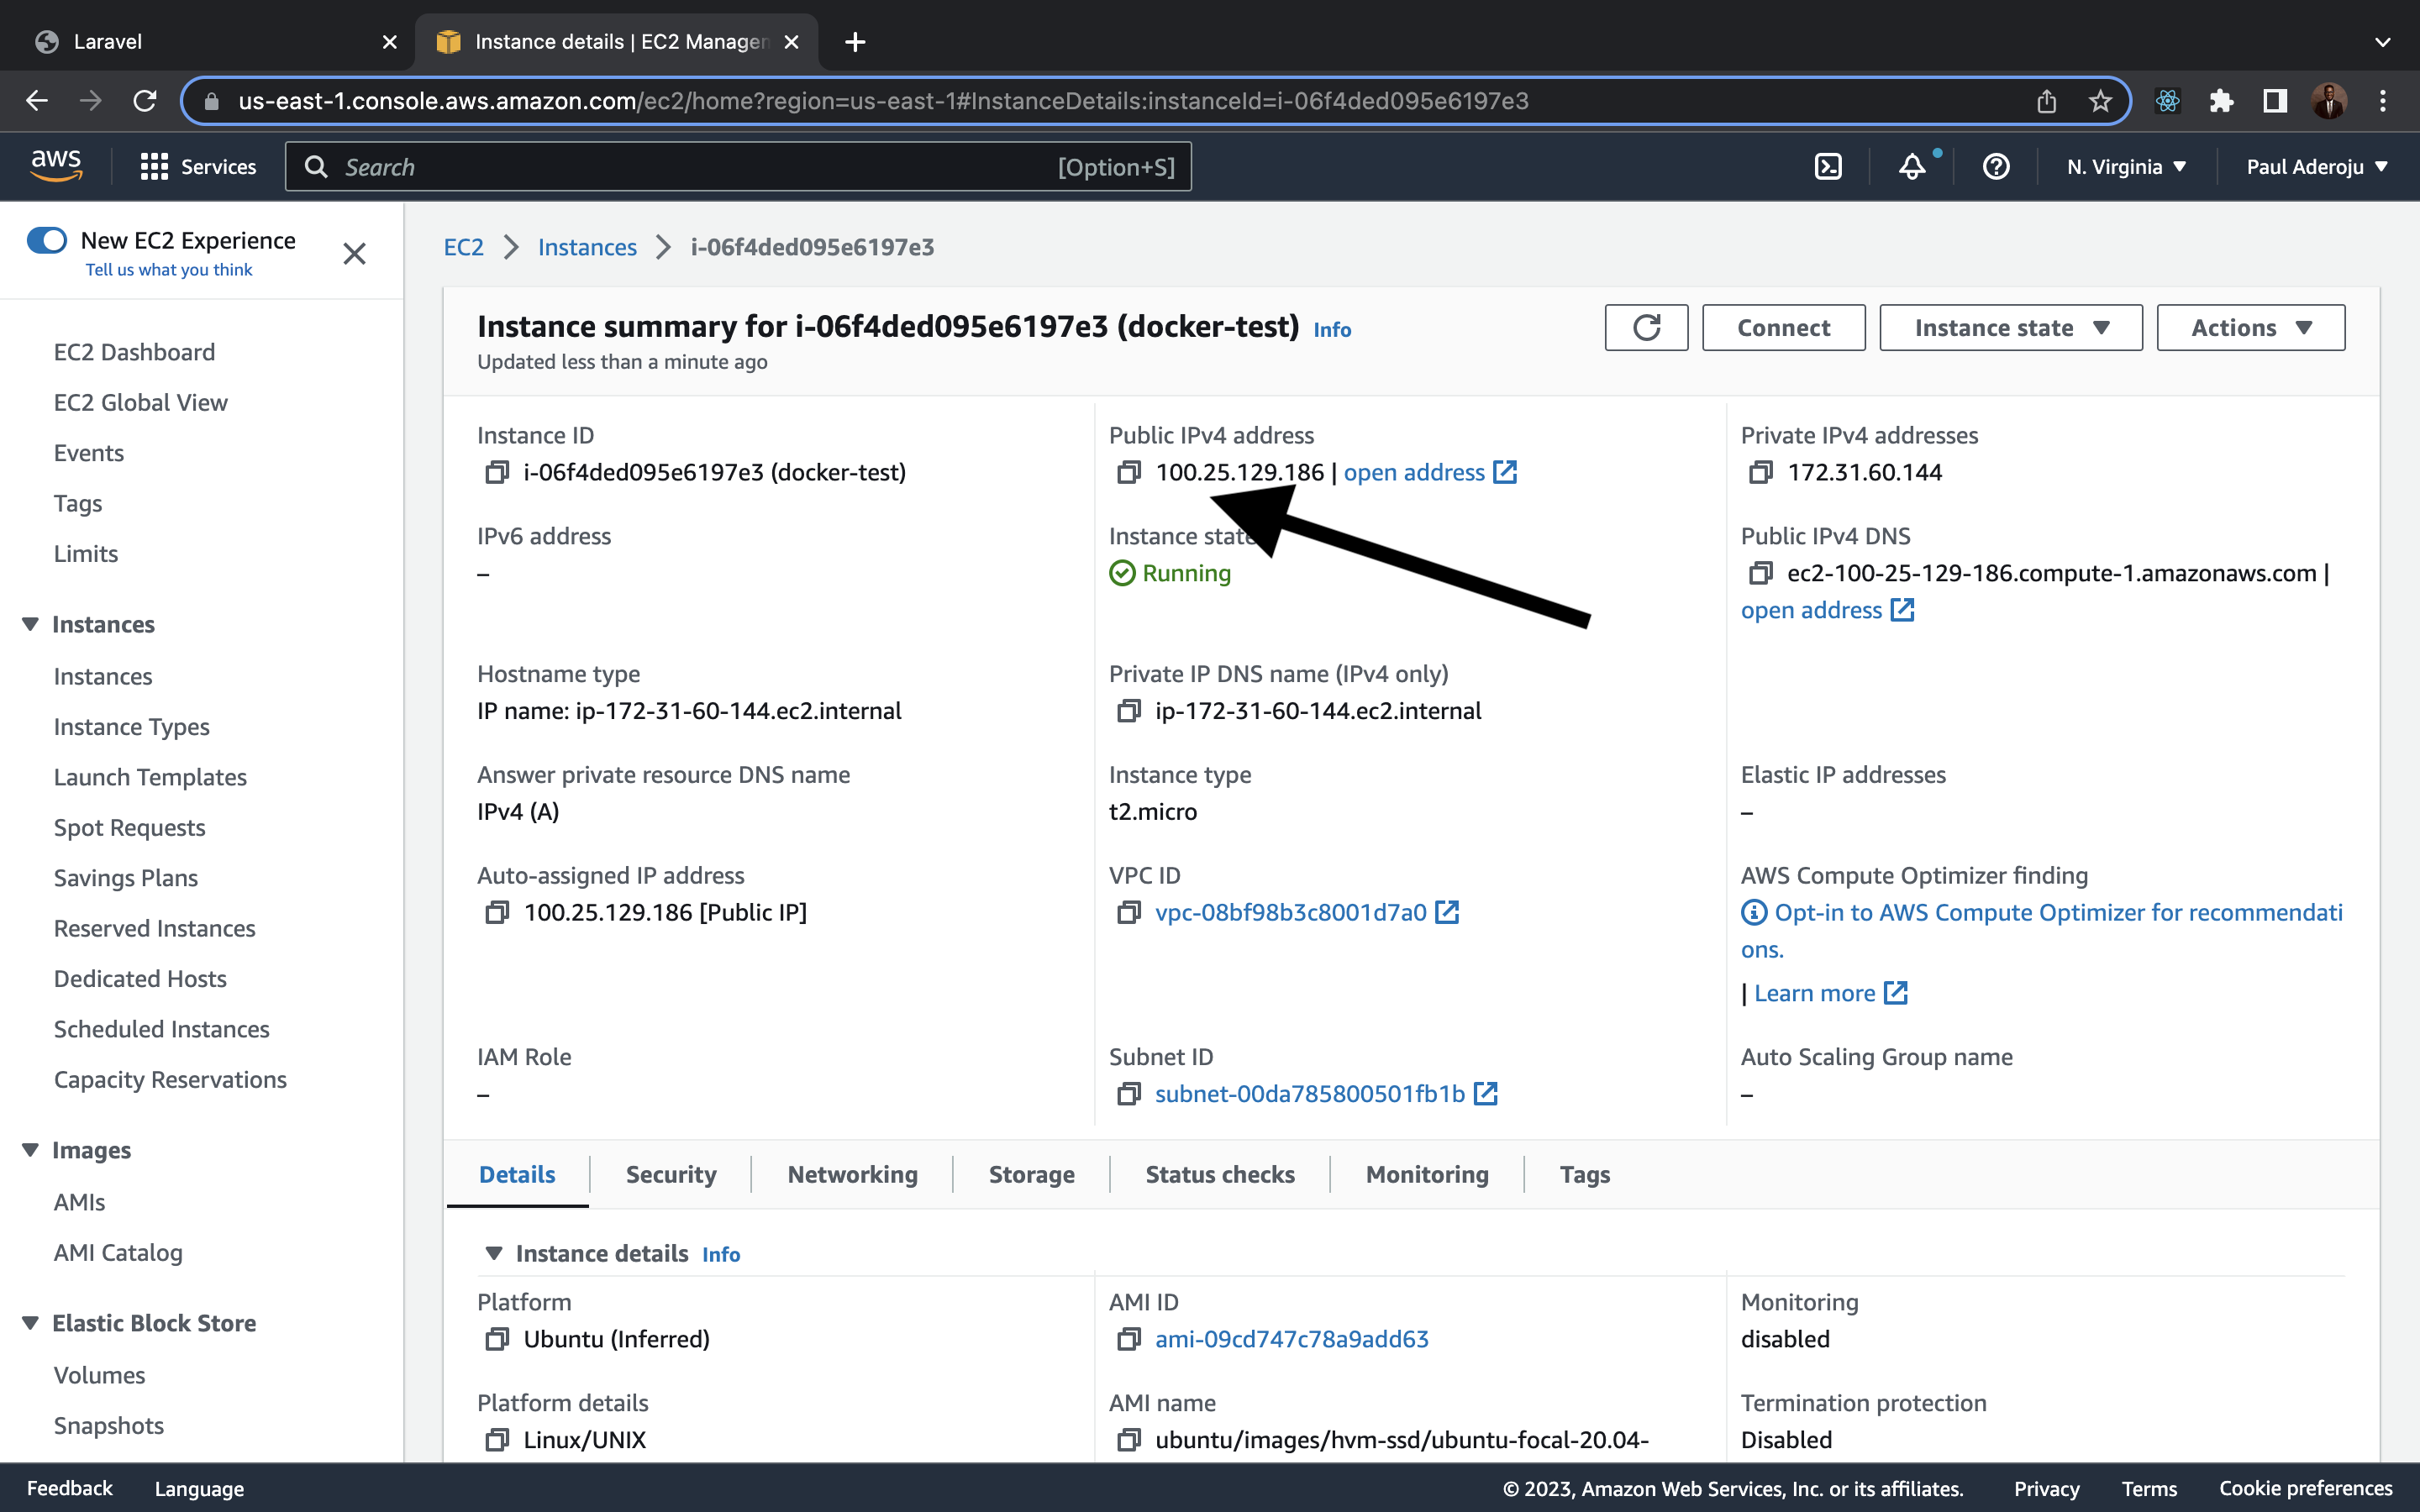 Laravel
Instance details | EC2 Managem
us-east-1.console.aws.amazon.com/ec2/home?region=us-east-1#InstanceDetails:instanceId=i-06f4ded095e6197e3
aws
Services
Search
[Option+S]
N. Virginia
Paul Aderoju
New EC2 Experience
Tell us what you think
EC2 Dashboard
EC2 Global View
Events
Tags
Limits
Instances
Instances
Instance Types
Launch Templates
Spot Requests
Savings Plans
Reserved Instances
Dedicated Hosts
Scheduled Instances
Capacity Reservations
Images
AMIs
AMI Catalog
Elastic Block Store
Volumes
Snapshots
EC2 > Instances > i-06f4ded095e6197e3
Instance summary for i-06f4ded095e6197e3 (docker-test) Info
Updated less than a minute ago
Connect
Instance state
Actions
Instance ID
i-06f4ded095e6197e3 (docker-test)
Public IPv4 address
100.25.129.186 | open address
Private IPv4 addresses
172.31.60.144
IPv6 address
–
Instance state
Running
Public IPv4 DNS
ec2-100-25-129-186.compute-1.amazonaws.com |
open address
Hostname type
IP name: ip-172-31-60-144.ec2.internal
Private IP DNS name (IPv4 only)
ip-172-31-60-144.ec2.internal
Answer private resource DNS name
IPv4 (A)
Instance type
t2.micro
Elastic IP addresses
–
Auto-assigned IP address
100.25.129.186 [Public IP]
VPC ID
vpc-08bf98b3c8001d7a0
AWS Compute Optimizer finding
Opt-in to AWS Compute Optimizer for recommendati
ons.
| Learn more
IAM Role
–
Subnet ID
subnet-00da785800501fb1b
Auto Scaling Group name
–
Details
Security
Networking
Storage
Status checks
Monitoring
Tags
Instance details Info
Platform
Ubuntu (Inferred)
AMI ID
ami-09cd747c78a9add63
Monitoring
disabled
Platform details
Linux/UNIX
AMI name
ubuntu/images/hvm-ssd/ubuntu-focal-20.04-
Termination protection
Disabled
Feedback
Language
© 2023, Amazon Web Services, Inc. or its affiliates.
Privacy
Terms
Cookie preferences